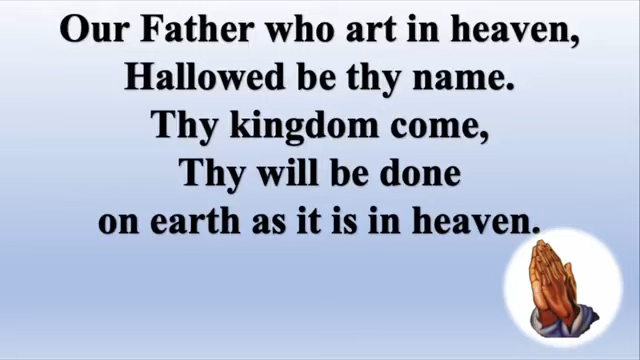 Our Father who art in heaven,
Hallowed be thy name.
Thy kingdom come,
Thy will be done
on earth as it is in heaven.